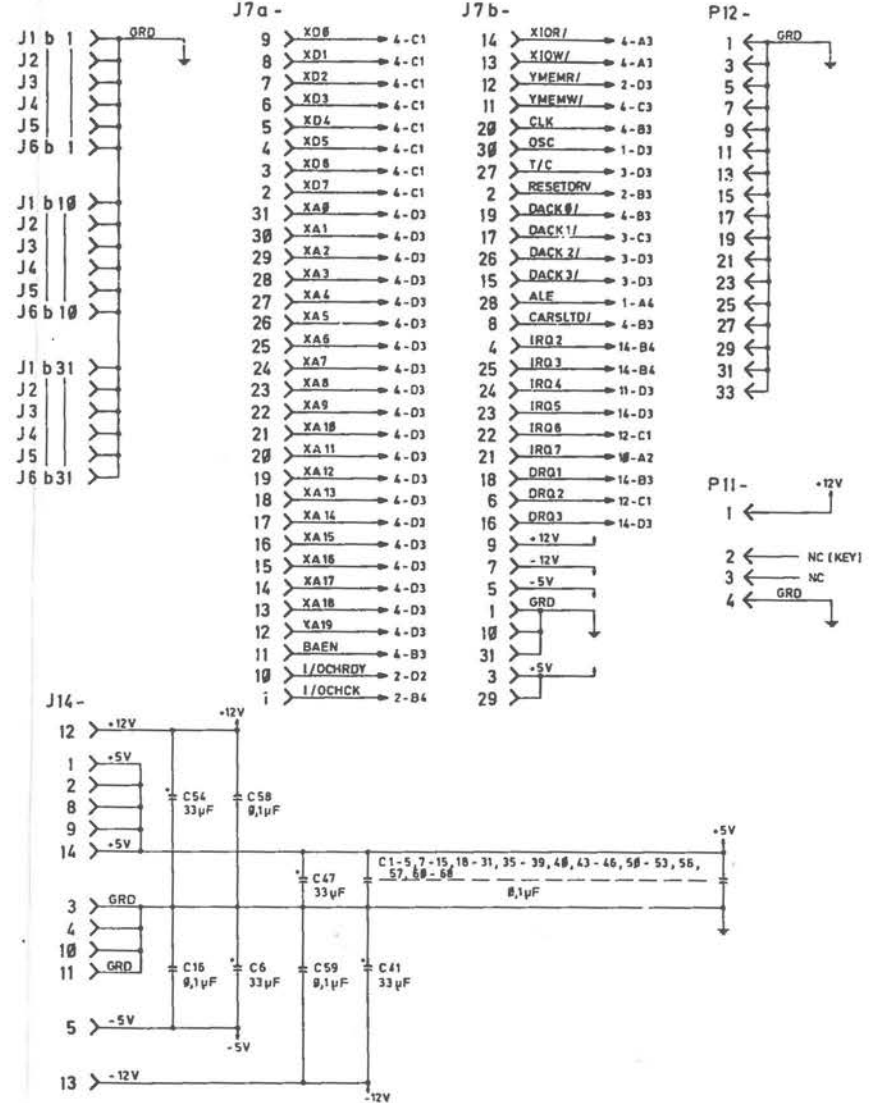 J1 b 1 GRD
J2
J3
J4
J5
J6 b 1
J1 b 10
J2
J3
J4
J5
J6 b 10
J1 b 31
J2
J3
J4
J5
J6 b 31
J7a -
9 XD0 4-C1
8 XD1 4-C1
7 XD2 4-C1
6 XD3 4-C1
5 XD4 4-C1
4 XD5 4-C1
3 XD6 4-C1
2 XD7 4-C1
31 XA0 4-D3
30 XA1 4-D3
29 XA2 4-D3
28 XA3 4-D3
27 XA4 4-D3
26 XA5 4-D3
25 XA6 4-D3
24 XA7 4-D3
23 XA8 4-D3
22 XA9 4-D3
21 XA10 4-D3
20 XA11 4-D3
19 XA12 4-D3
18 XA13 4-D3
17 XA14 4-D3
16 XA15 4-D3
15 XA16 4-D3
14 XA17 4-D3
13 XA18 4-D3
12 XA19 4-D3
11 BAEN 4-B3
10 I/OCHRDY 2-D2
1 I/OCHCK 2-B4
J7b-
14 XIOR/ 4-A3
13 XIOW/ 4-A3
12 YMEMR/ 2-D3
11 YMEMW/ 4-C3
20 CLK 4-B3
30 OSC 1-D3
27 T/C 3-D3
2 RESETDRV 2-B3
19 DACK0/ 4-B3
17 DACK1/ 3-C3
26 DACK2/ 3-D3
15 DACK3/ 3-D3
28 ALE 1-A4
8 CARSLTD/ 4-B3
4 IRQ2 14-B4
25 IRQ3 14-B4
24 IRQ4 11-D3
23 IRQ5 14-D3
22 IRQ6 12-C1
21 IRQ7 10-A2
18 DRQ1 14-B3
6 DRQ2 12-C1
16 DRQ3 14-D3
9 +12V
7 -12V
5 -5V
1 GRD
10
31
3 +5V
29
P12-
1 GRD
3
5
7
9
11
13
15
17
19
21
23
25
27
29
31
33
P11- +12V
1
2 NC (KEY)
3 NC
4 GRD
J14-
12 +12V +12V
1 +5V
2
8
9
14 +5V
C54
33µF
C58
0,1µF
C47
33µF
C1-5,7-15,18-31,35-39,40,43-46,50-53,56,
57,60-68
0,1µF
+5V
3 GRD
4
10
11 GRD
C16
0,1µF
C6
33µF
C59
0,1µF
C41
33µF
5 -5V
-5V
13 -12V
-12V